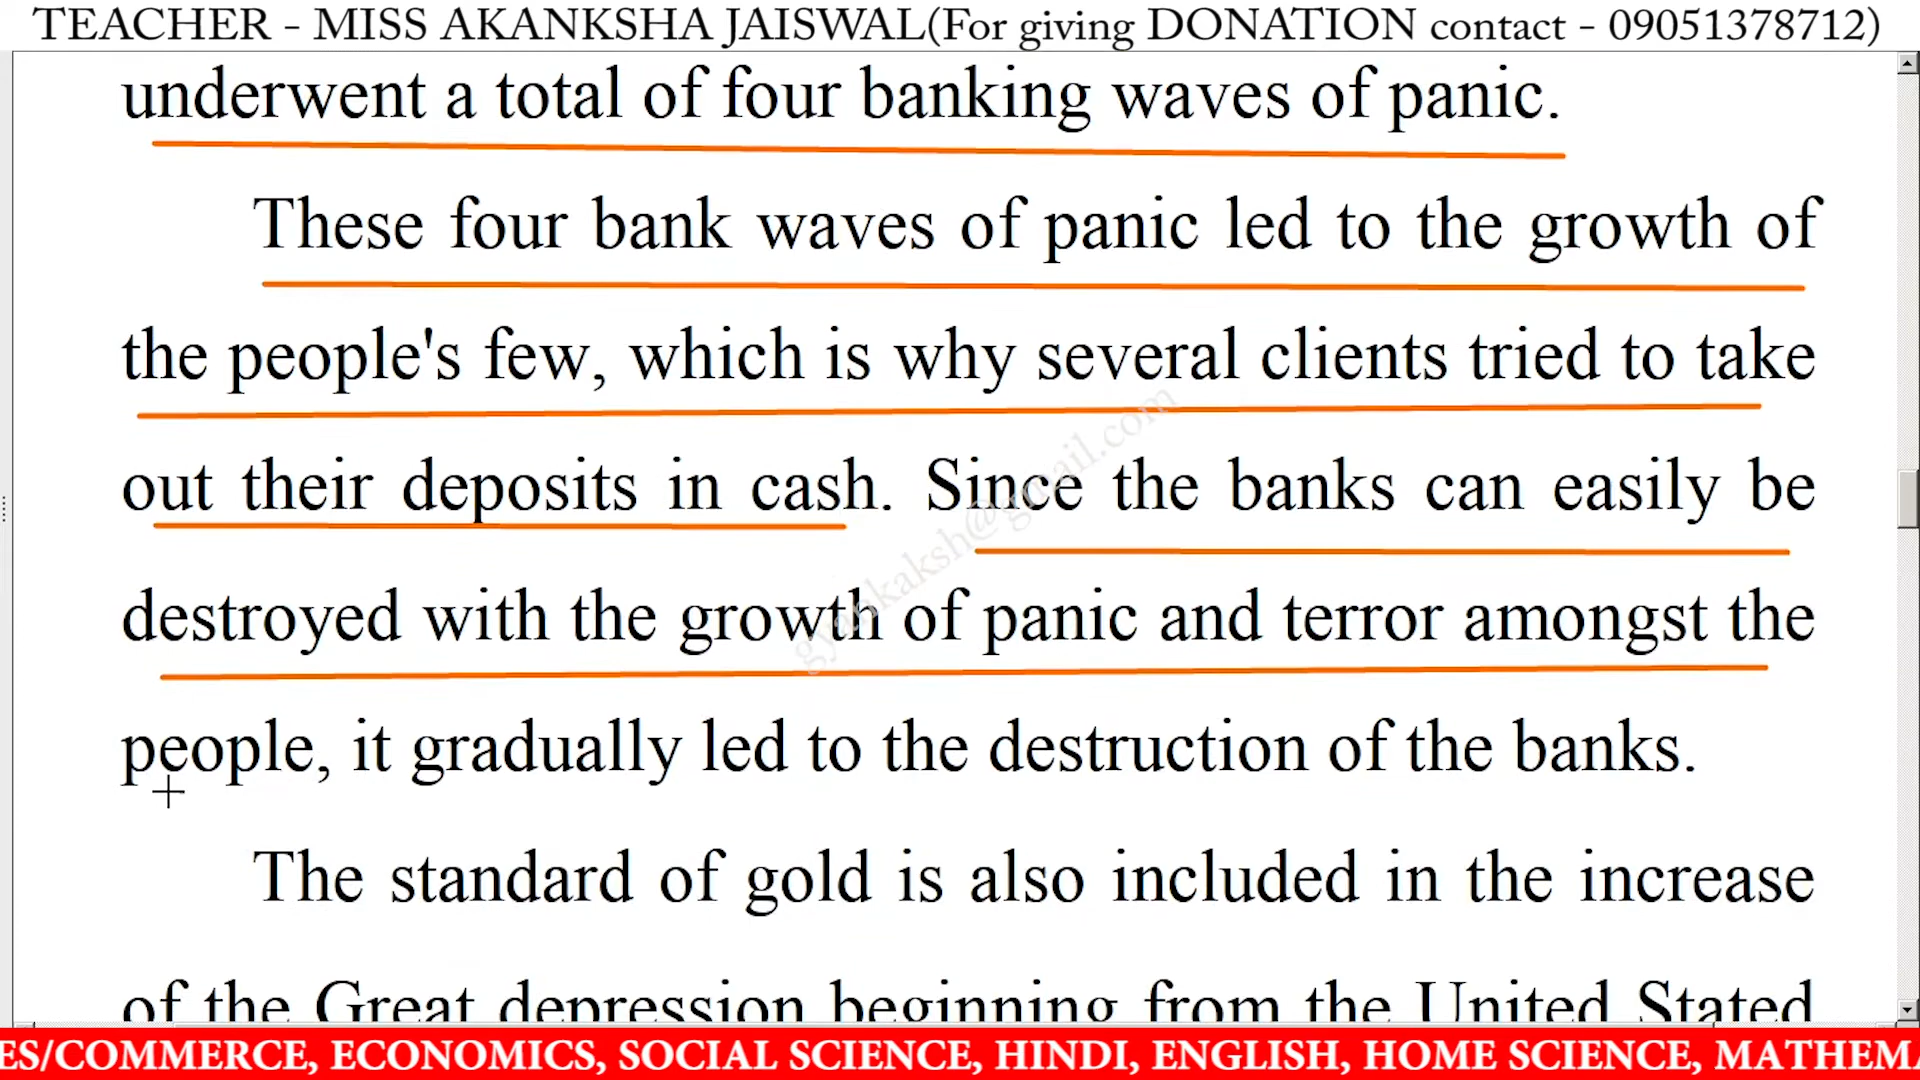 TEACHER - MISS AKANKSHA JAISWAL(For giving DONATION contact - 09051378712)
underwent a total of four banking waves of panic.
These four bank waves of panic led to the growth of
the people's few, which is why several clients tried to take
out their deposits in cash. Since the banks can easily be
destroyed with the growth of panic and terror amongst the
people, it gradually led to the destruction of the banks.
The standard of gold is also included in the increase
of the Great depression beginning from the United Stated
gyankaksh@gmail.com
ES/COMMERCE, ECONOMICS, SOCIAL SCIENCE, HINDI, ENGLISH, HOME SCIENCE, MATHEMA